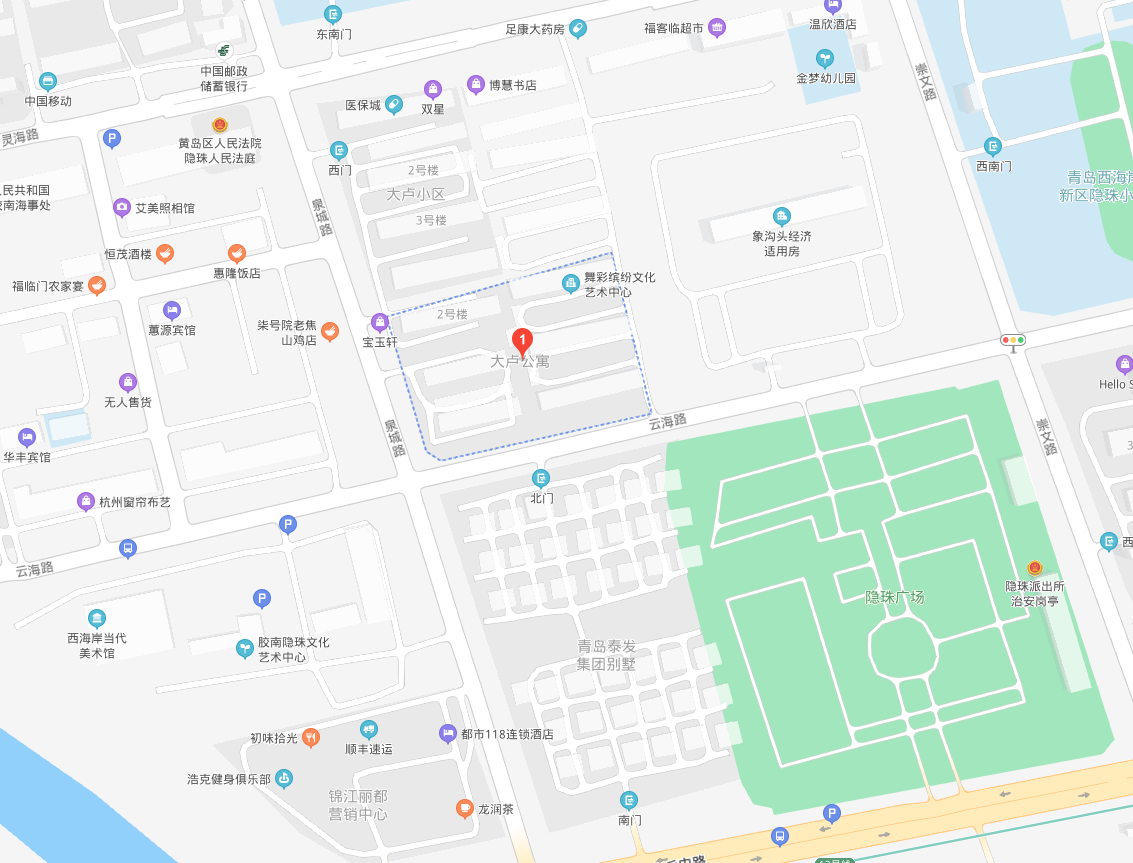 东南门
足康大药房
福客临超市
温欣酒店
中国邮政
储蓄银行
中国移动
博慧书店
金梦幼儿园
崇文路
医保城
双星
灵海路
P
黄岛区人民法院
隐珠人民法庭
西门
2号楼
大卢小区
3号楼
西南门
青岛西海岸
新区隐珠小
民共和国
海事处
艾美照相馆
泉城路
象沟头经济
适用房
恒茂酒楼
惠隆饭店
福临门农家宴
舞彩缤纷文化
艺术中心
蕙源宾馆
柒号院老焦
山鸡店
宝玉轩
2号楼
1
大卢公寓
无人售货
Hello S
泉城路
云海路
崇文路
华丰宾馆
3
杭州窗帘布艺
北门
P
西
云海路
隐珠派出所
治安岗亭
P
隐珠广场
西海岸当代
美术馆
胶南隐珠文化
艺术中心
青岛泰发
集团别墅
初味拾光
顺丰速运
都市118连锁酒店
浩克健身俱乐部
锦江丽都
营销中心
龙润茶
南门
P
中路